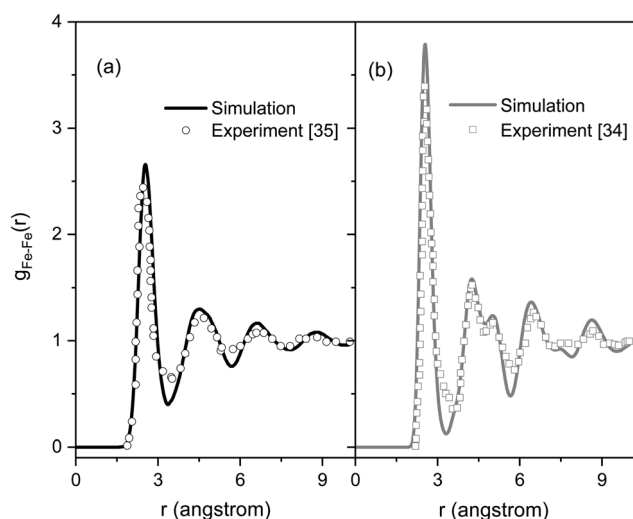 4
3
2
1
0
g_Fe-Fe(r)
(a)
Simulation
Experiment [35]
0 3 6 9
r (angstrom)
(b)
Simulation
Experiment [34]
0 3 6 9
r (angstrom)